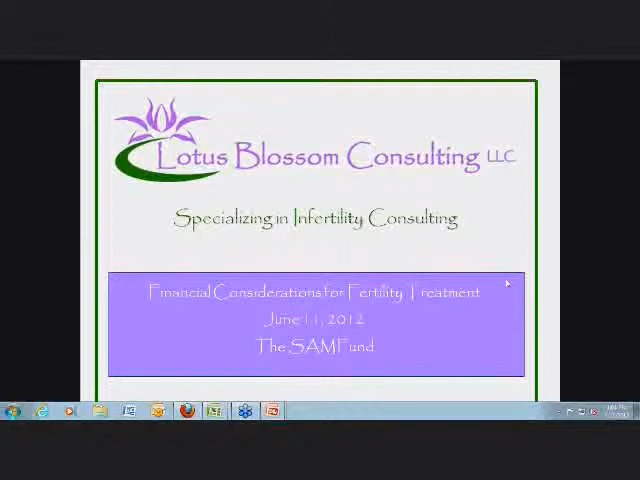 Lotus Blossom Consulting LLC
Specializing in Infertility Consulting
Financial Considerations for Fertility Treatment
June 11, 2012
The SAMFund